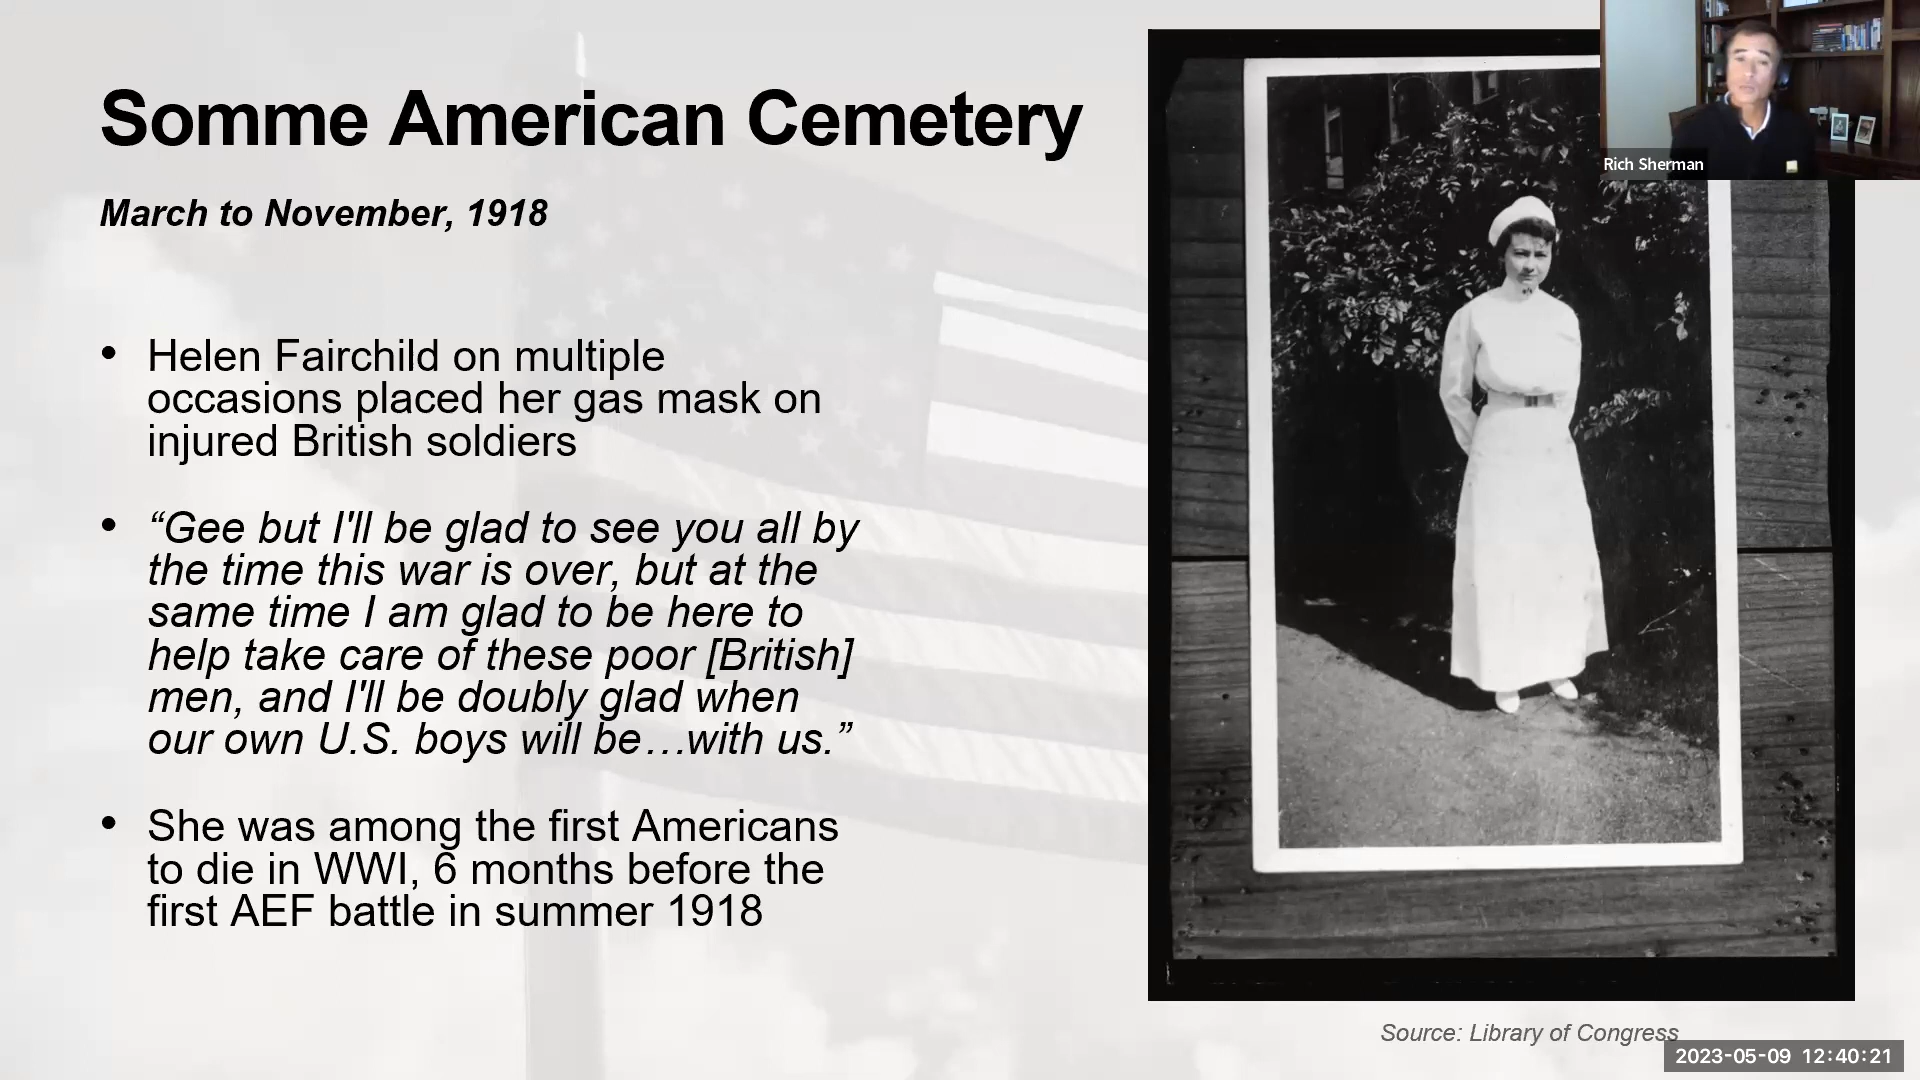 Somme American Cemetery
March to November, 1918
• Helen Fairchild on multiple
occasions placed her gas mask on
injured British soldiers
• “Gee but I'll be glad to see you all by
the time this war is over, but at the
same time I am glad to be here to
help take care of these poor [British]
men, and I'll be doubly glad when
our own U.S. boys will be…with us.”
• She was among the first Americans
to die in WWI, 6 months before the
first AEF battle in summer 1918
Rich Sherman
Source: Library of Congress
2023-05-09 12:40:21